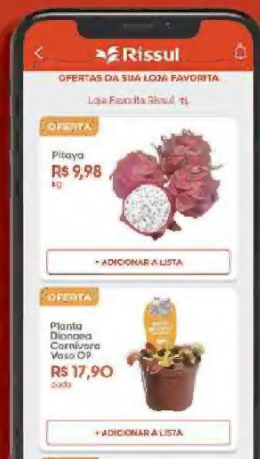 Rissul
OFERTAS DA SUA LOJA FAVORITA
Loja Favorita Rissul
OFERTA
Pitaya
R$ 9,98
kg
+ ADICIONAR A LISTA
OFERTA
Planta
Dionaea
Carnívora
Vaso 09
R$ 17,90
cada
+ ADICIONAR A LISTA